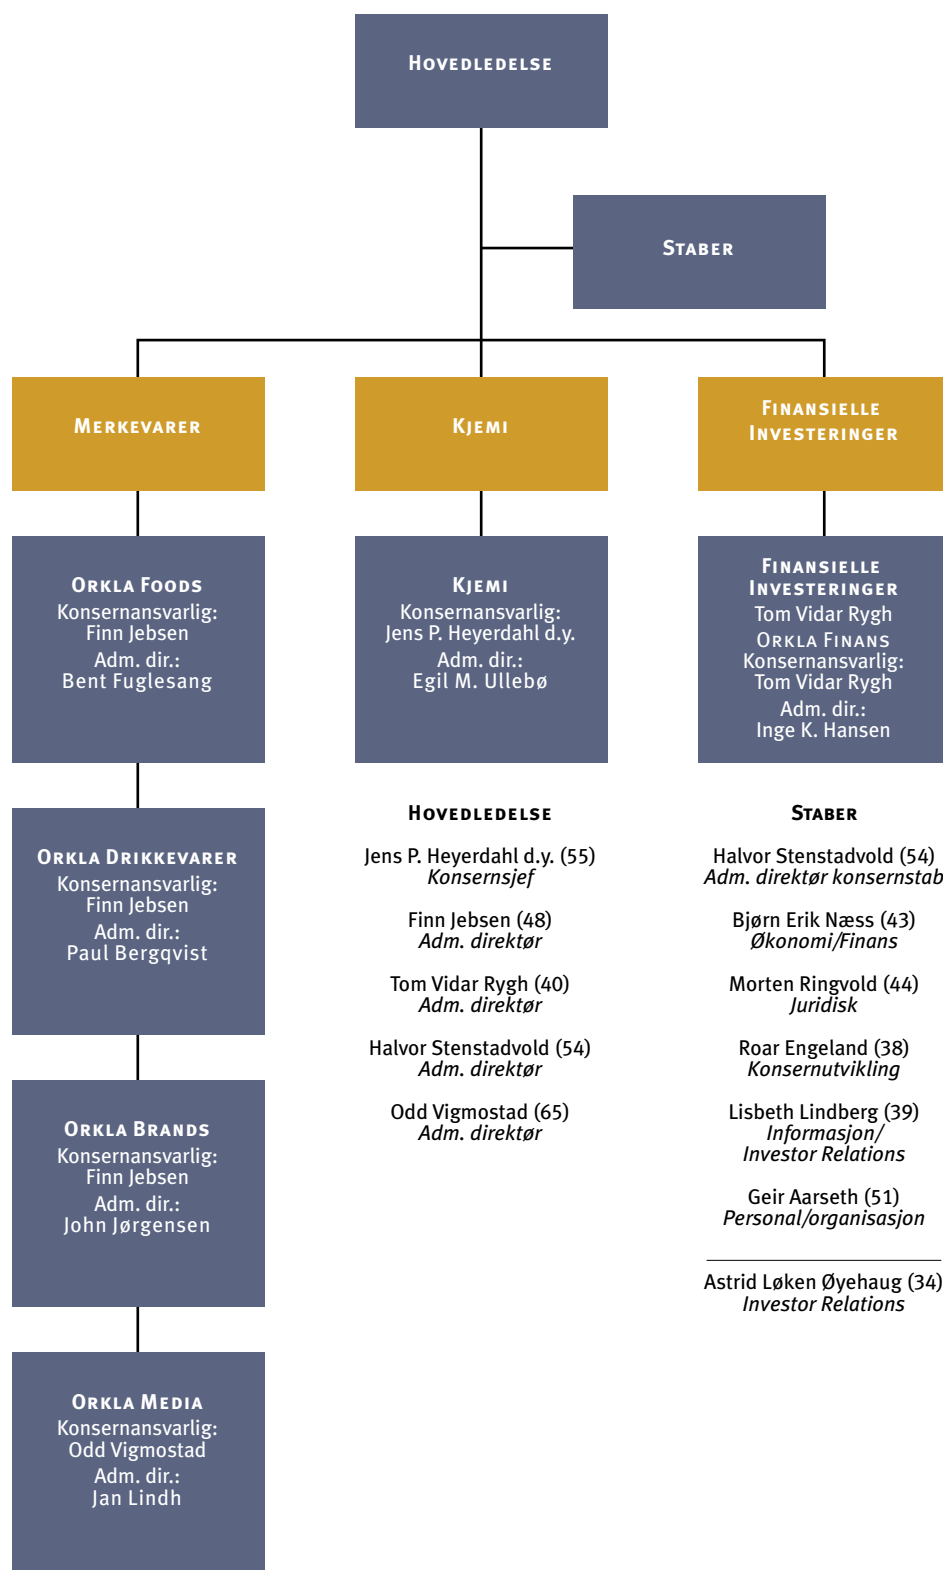 HOVEDLEDELSE
STABER
MERKEVARER
KJEMI
FINANSIELLE
INVESTERINGER
ORKLA FOODS
Konsernansvarlig:
Finn Jebsen
Adm. dir.:
Bent Fuglesang
KJEMI
Konsernansvarlig:
Jens P. Heyerdahl d.y.
Adm. dir.:
Egil M. Ullebø
FINANSIELLE
INVESTERINGER
Tom Vidar Rygh
ORKLA FINANS
Konsernansvarlig:
Tom Vidar Rygh
Adm. dir.:
Inge K. Hansen
ORKLA DRIKKEVARER
Konsernansvarlig:
Finn Jebsen
Adm. dir.:
Paul Bergqvist
ORKLA BRANDS
Konsernansvarlig:
Finn Jebsen
Adm. dir.:
John Jørgensen
ORKLA MEDIA
Konsernansvarlig:
Odd Vigmostad
Adm. dir.:
Jan Lindh
HOVEDLEDELSE
Jens P. Heyerdahl d.y. (55)
Konsernsjef
Finn Jebsen (48)
Adm. direktør
Tom Vidar Rygh (40)
Adm. direktør
Halvor Stenstadvold (54)
Adm. direktør
Odd Vigmostad (65)
Adm. direktør
STABER
Halvor Stenstadvold (54)
Adm. direktør konsernstab
Bjørn Erik Næss (43)
Økonomi/Finans
Morten Ringvold (44)
Juridisk
Roar Engeland (38)
Konsernutvikling
Lisbeth Lindberg (39)
Informasjon/
Investor Relations
Geir Aarseth (51)
Personal/organisasjon
Astrid Løken Øyehaug (34)
Investor Relations